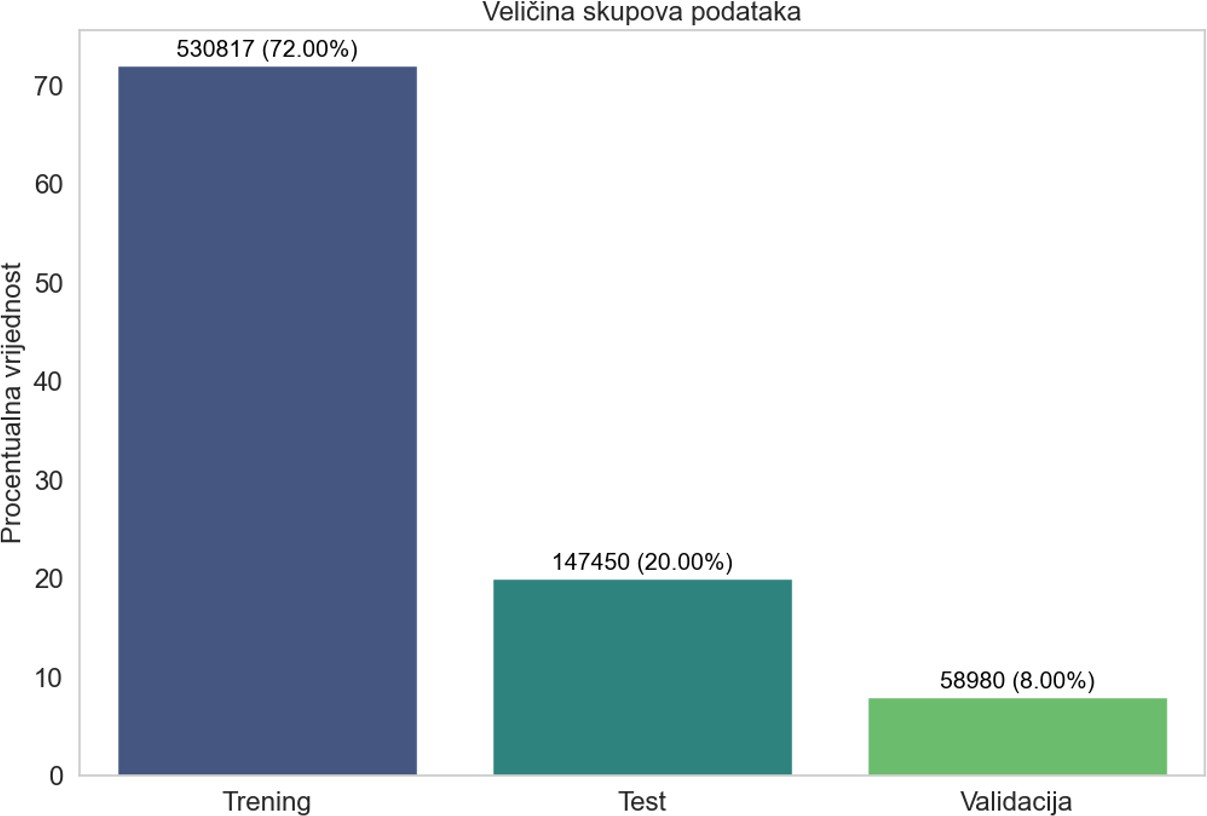 Veličina skupova podataka
530817 (72.00%)
147450 (20.00%)
58980 (8.00%)
Procentualna vrijednost
70
60
50
40
30
20
10
0
Trening
Test
Validacija